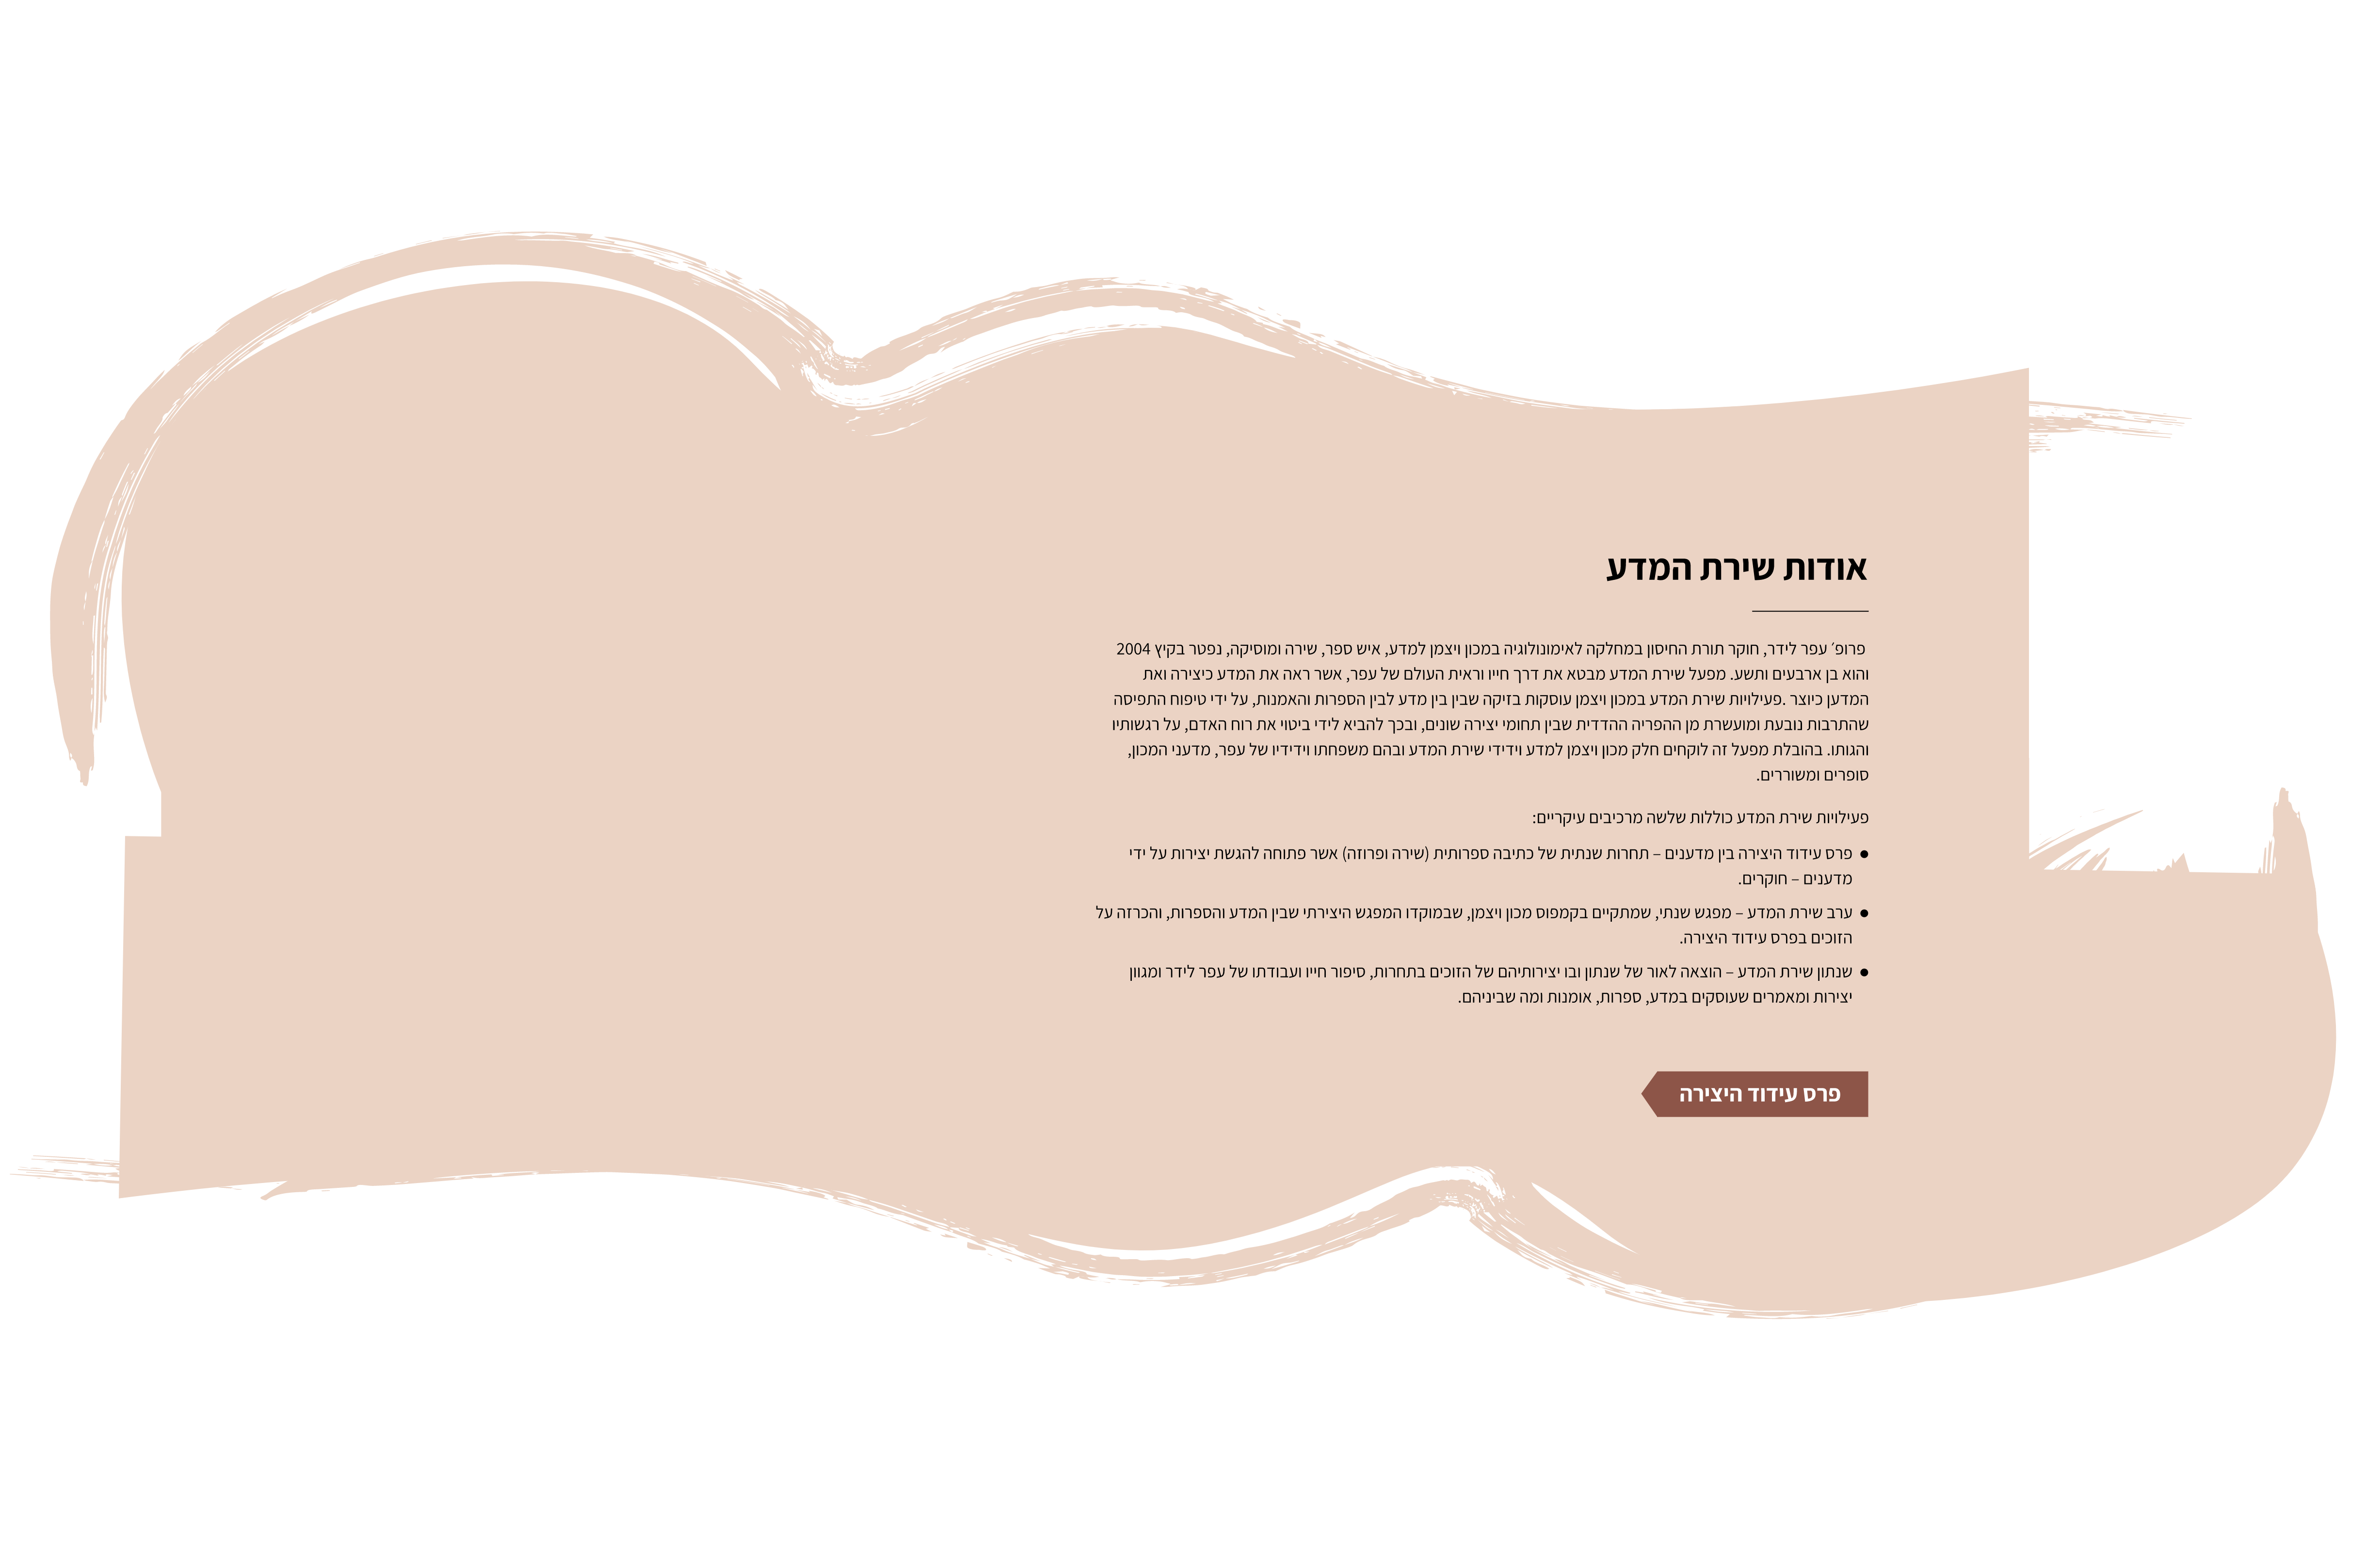 אודות שירת המדע
פרופ׳ עפר לידר, חוקר תורת החיסון במחלקה לאימונולוגיה במכון ויצמן למדע, איש ספר, שירה ומוסיקה, נפטר בקיץ 2004
והוא בן ארבעים ותשע. מפעל שירת המדע מבטא את דרך חייו וראית העולם של עפר, אשר ראה את המדע כיצירה ואת
המדען כיוצר .פעילויות שירת המדע במכון ויצמן עוסקות בזיקה שבין בין מדע לבין הספרות והאמנות, על ידי טיפוח התפיסה
שהתרבות נובעת ומועשרת מן ההפריה ההדדית שבין תחומי יצירה שונים, ובכך להביא לידי ביטוי את רוח האדם, על רגשותיו
והגותו. בהובלת מפעל זה לוקחים חלק מכון ויצמן למדע וידידי שירת המדע ובהם משפחתו וידידיו של עפר, מדעני המכון,
סופרים ומשוררים.
פעילויות שירת המדע כוללות שלשה מרכיבים עיקריים:
● פרס עידוד היצירה בין מדענים – תחרות שנתית של כתיבה ספרותית (שירה ופרוזה) אשר פתוחה להגשת יצירות על ידי
מדענים – חוקרים.
● ערב שירת המדע – מפגש שנתי, שמתקיים בקמפוס מכון ויצמן, שבמוקדו המפגש היצירתי שבין המדע והספרות, והכרזה על
הזוכים בפרס עידוד היצירה.
● שנתון שירת המדע – הוצאה לאור של שנתון ובו יצירותיהם של הזוכים בתחרות, סיפור חייו ועבודתו של עפר לידר ומגוון
יצירות ומאמרים שעוסקים במדע, ספרות, אומנות ומה שביניהם.
פרס עידוד היצירה